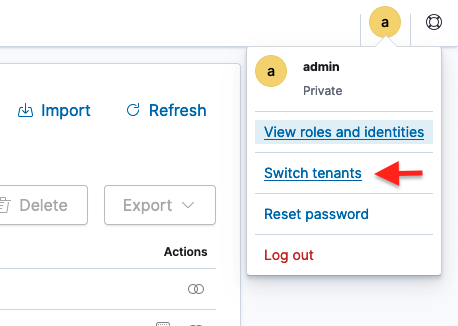 a
a
admin
Private
Import
Refresh
View roles and identities
Switch tenants
Delete
Export
Reset password
Actions
Log out